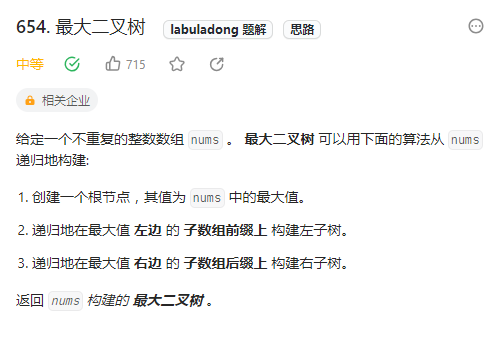 654. 最大二叉树 labuladong 题解 思路
中等 715
相关企业
给定一个不重复的整数数组 nums 。 最大二叉树 可以用下面的算法从 nums
递归地构建:
1. 创建一个根节点，其值为 nums 中的最大值。
2. 递归地在最大值 左边 的 子数组前缀上 构建左子树。
3. 递归地在最大值 右边 的 子数组后缀上 构建右子树。
返回 nums 构建的 最大二叉树 。